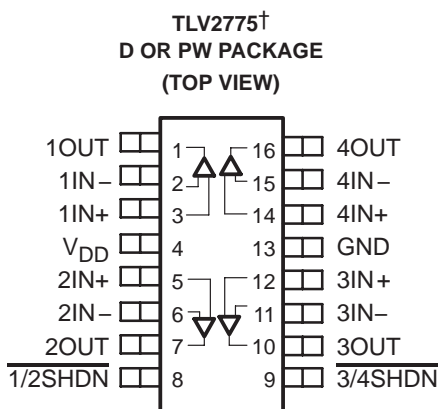 TLV2775†
D OR PW PACKAGE
(TOP VIEW)
1OUT 1 16 4OUT
1IN− 2 15 4IN−
1IN+ 3 14 4IN+
VDD 4 13 GND
2IN+ 5 12 3IN+
2IN− 6 11 3IN−
2OUT 7 10 3OUT
1/2SHDN 8 9 3/4SHDN